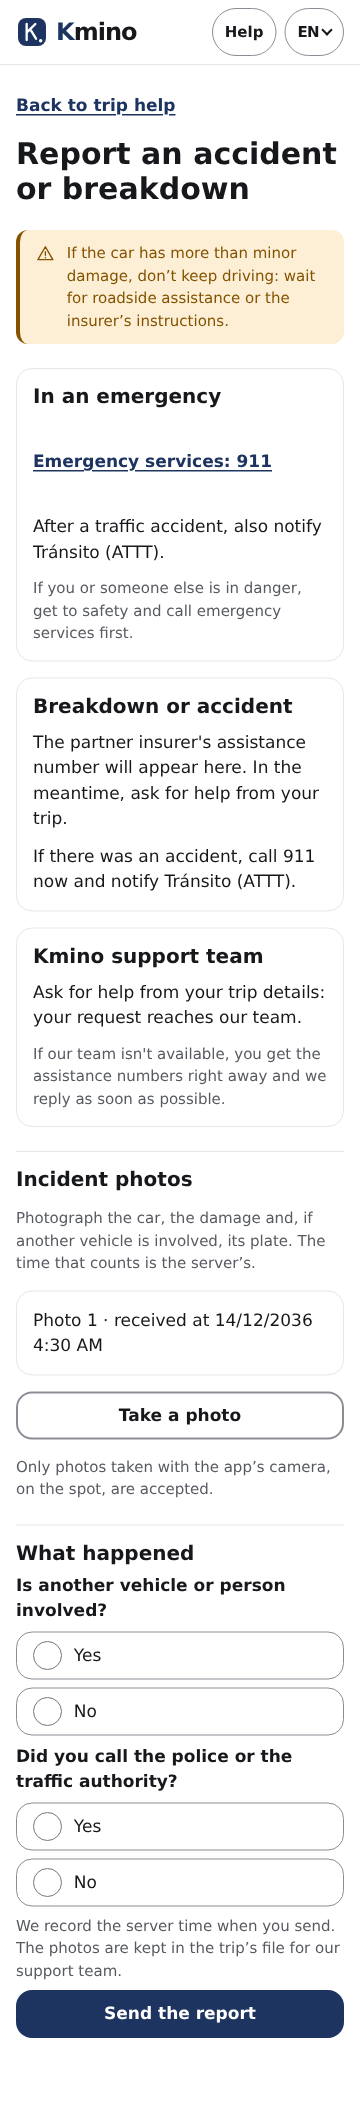 K. Kmino
Help
EN
Back to trip help
Report an accident
or breakdown
If the car has more than minor
damage, don’t keep driving: wait
for roadside assistance or the
insurer’s instructions.
In an emergency
Emergency services: 911
After a traffic accident, also notify
Tránsito (ATTT).
If you or someone else is in danger,
get to safety and call emergency
services first.
Breakdown or accident
The partner insurer's assistance
number will appear here. In the
meantime, ask for help from your
trip.
If there was an accident, call 911
now and notify Tránsito (ATTT).
Kmino support team
Ask for help from your trip details:
your request reaches our team.
If our team isn't available, you get the
assistance numbers right away and we
reply as soon as possible.
Incident photos
Photograph the car, the damage and, if
another vehicle is involved, its plate. The
time that counts is the server’s.
Photo 1 · received at 14/12/2036
4:30 AM
Take a photo
Only photos taken with the app’s camera,
on the spot, are accepted.
What happened
Is another vehicle or person
involved?
Yes
No
Did you call the police or the
traffic authority?
Yes
No
We record the server time when you send.
The photos are kept in the trip’s file for our
support team.
Send the report